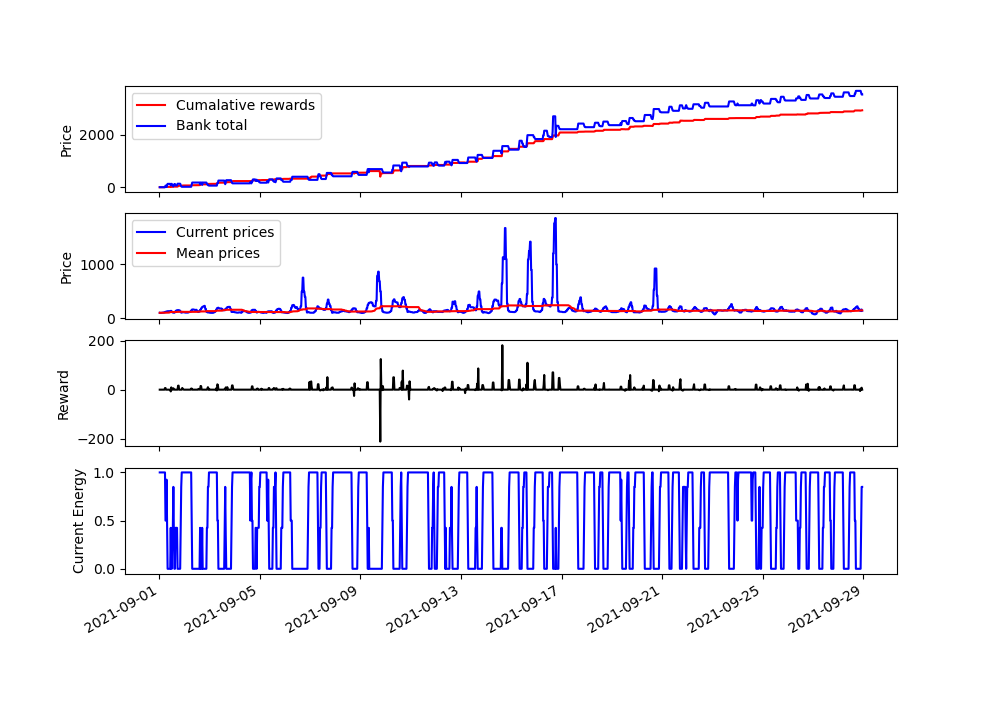 Cumalative rewards
Bank total
Price
2000
0
Current prices
Mean prices
Price
1000
0
Reward
200
0
−200
Current Energy
1.0
0.5
0.0
2021-09-01
2021-09-05
2021-09-09
2021-09-13
2021-09-17
2021-09-21
2021-09-25
2021-09-29